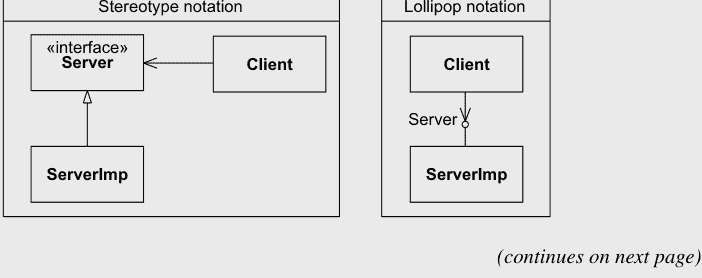 Stereotype notation
«interface»
Server
Client
ServerImp
Lollipop notation
Client
Server
ServerImp
(continues on next page)